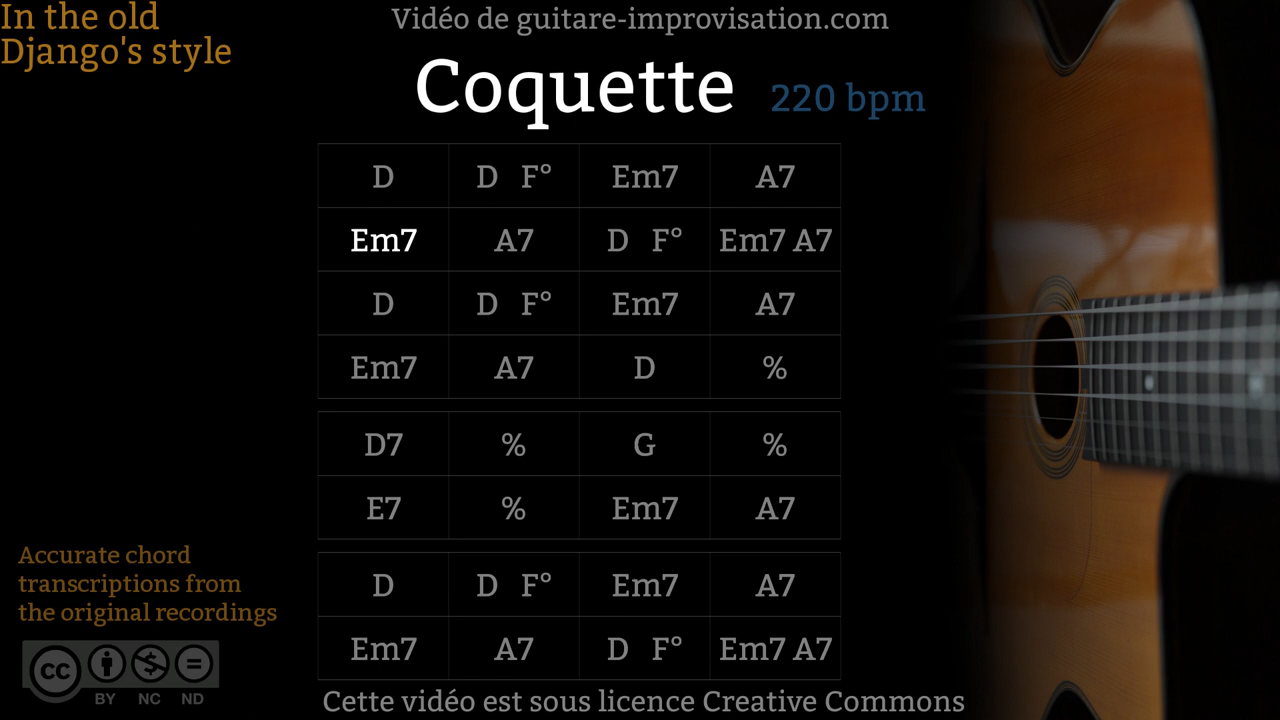 In the old
Django's style
Vidéo de guitare-improvisation.com
Coquette 220 bpm
D D F° Em7 A7
Em7 A7 D F° Em7 A7
D D F° Em7 A7
Em7 A7 D %
D7 % G %
E7 % Em7 A7
D D F° Em7 A7
Em7 A7 D F° Em7 A7
Accurate chord
transcriptions from
the original recordings
cc
BY NC ND
Cette vidéo est sous licence Creative Commons